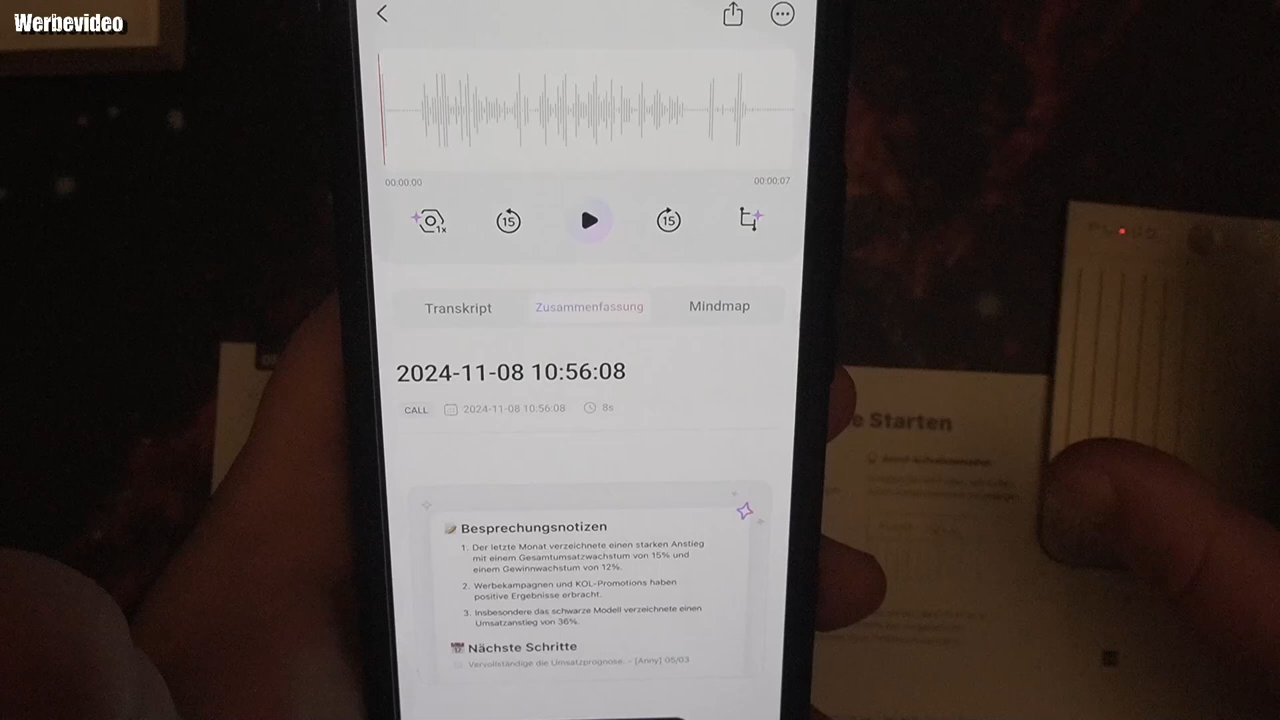 Werbevideo
00:00:00
00:00:07
1x
15
15
Transkript
Zusammenfassung
Mindmap
2024-11-08 10:56:08
CALL
2024-11-08 10:56:08
8s
e Starten
Besprechungsnotizen
1. Der letzte Monat verzeichnete einen starken Anstieg
mit einem Gesamtumsatzwachstum von 15% und
einem Gewinnwachstum von 12%.
2. Werbekampagnen und KOL-Promotions haben
positive Ergebnisse erbracht.
3. Insbesondere das schwarze Modell verzeichnete einen
Umsatzanstieg von 36%.
Nächste Schritte
Vervollständige die Umsatzprognose. - [Anny] 05/03